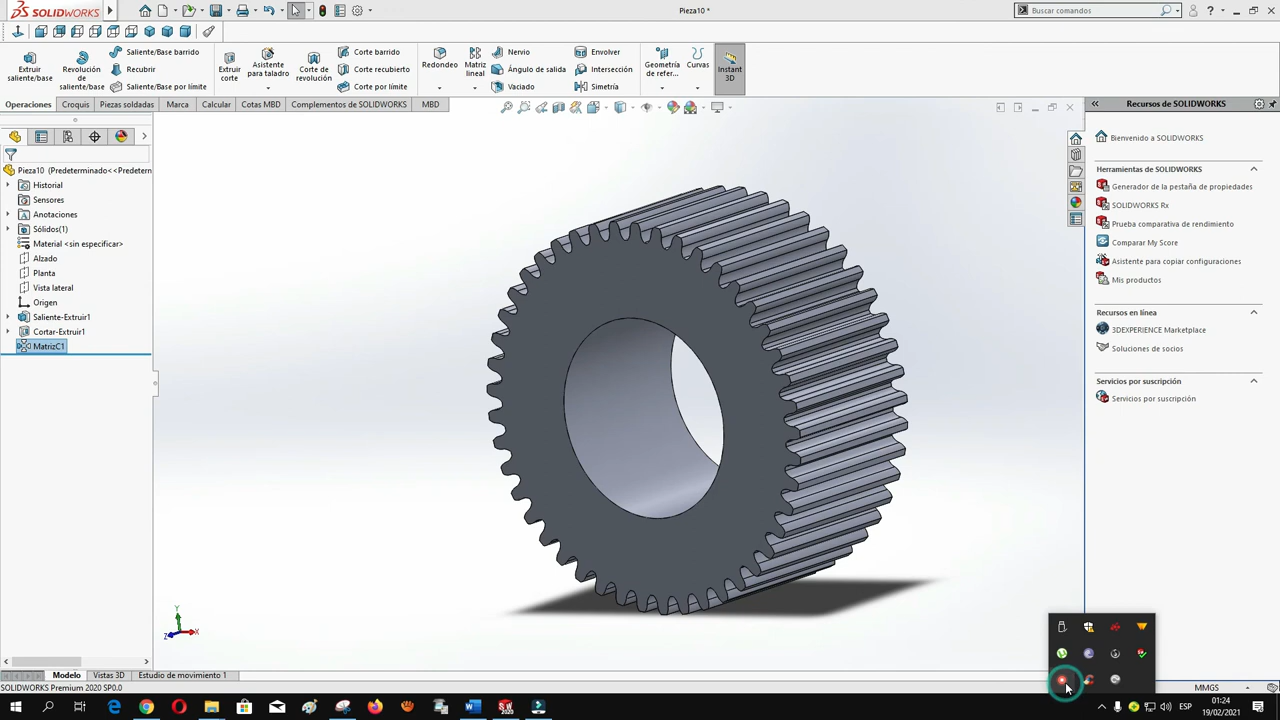 SOLIDWORKS
Pieza10 *
Buscar comandos
Extruir saliente/base
Revolución de saliente/base
Saliente/Base barrido
Recubrir
Saliente/Base por límite
Extruir corte
Asistente para taladro
Corte de revolución
Corte barrido
Corte recubierto
Corte por límite
Redondeo
Matriz lineal
Nervio
Ángulo de salida
Vaciado
Envolver
Intersección
Simetría
Geometría de refer...
Curvas
Instant 3D
Operaciones
Croquis
Piezas soldadas
Marca
Calcular
Cotas MBD
Complementos de SOLIDWORKS
MBD
Pieza10 (Predeterminado<<Predetern
Historial
Sensores
Anotaciones
Sólidos(1)
Material <sin especificar>
Alzado
Planta
Vista lateral
Origen
Saliente-Extruir1
Cortar-Extruir1
MatrizC1
Recursos de SOLIDWORKS
Bienvenido a SOLIDWORKS
Herramientas de SOLIDWORKS
Generador de la pestaña de propiedades
SOLIDWORKS Rx
Prueba comparativa de rendimiento
Comparar My Score
Asistente para copiar configuraciones
Mis productos
Recursos en línea
3DEXPERIENCE Marketplace
Soluciones de socios
Servicios por suscripción
Servicios por suscripción
Y
Z
X
Modelo
Vistas 3D
Estudio de movimiento 1
SOLIDWORKS Premium 2020 SP0.0
MMGS
ESP
01:24
19/02/2021